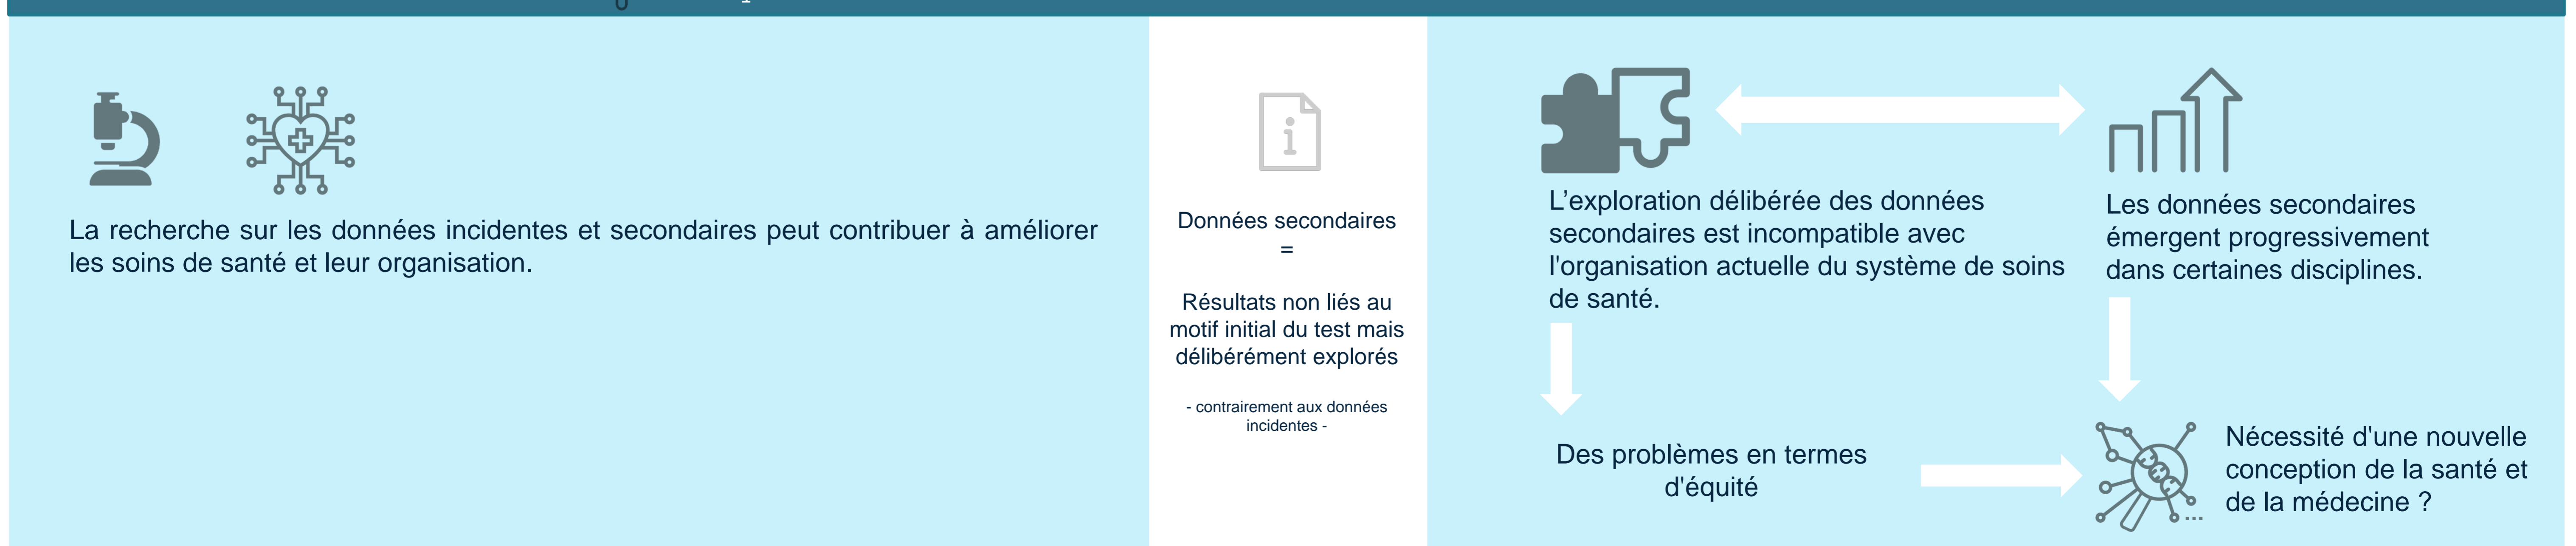 La recherche sur les données incidentes et secondaires peut contribuer à améliorer
les soins de santé et leur organisation.
Données secondaires
=
Résultats non liés au
motif initial du test mais
délibérément explorés
- contrairement aux données
incidentes -
L’exploration délibérée des données
secondaires est incompatible avec
l'organisation actuelle du système de soins
de santé.
Les données secondaires
émergent progressivement
dans certaines disciplines.
Des problèmes en termes
d'équité
Nécessité d'une nouvelle
conception de la santé et
de la médecine ?